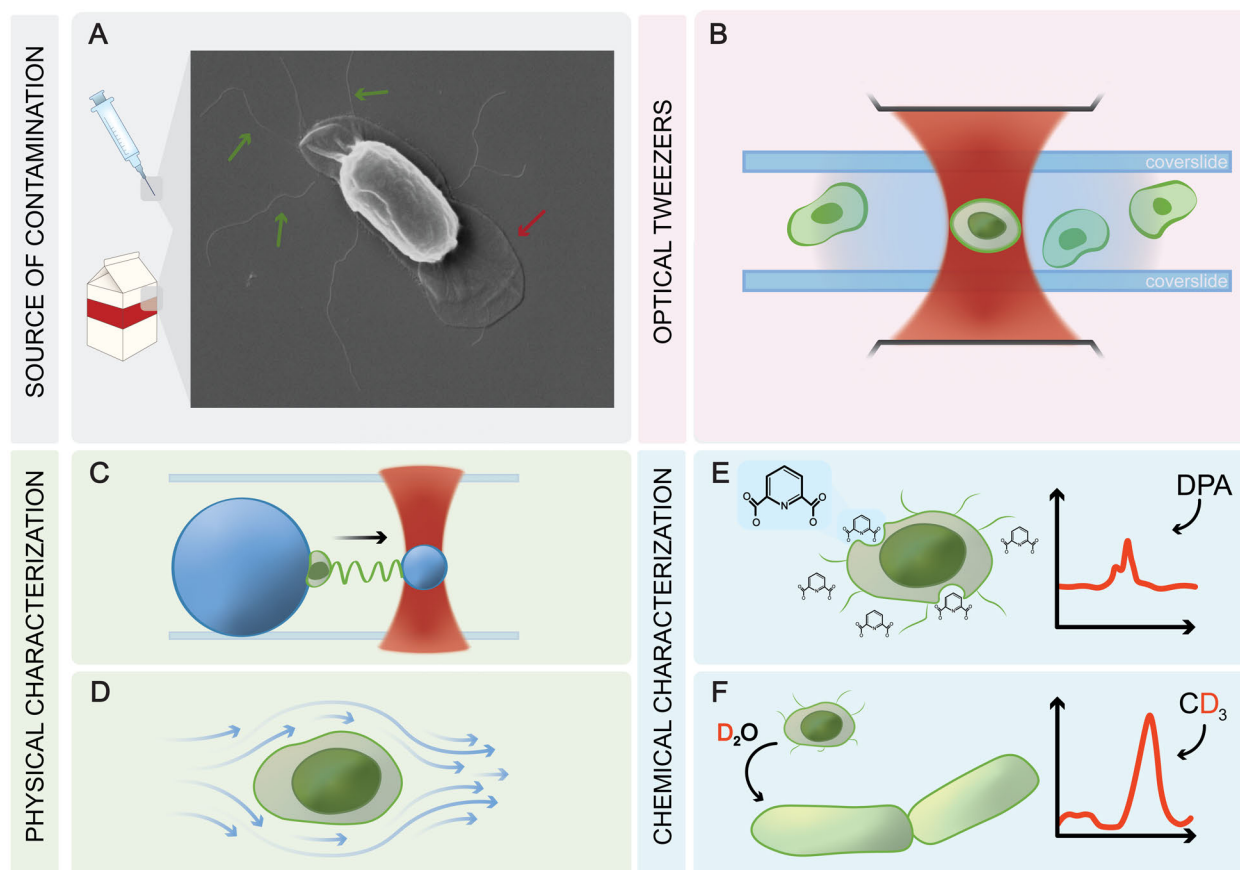 SOURCE OF CONTAMINATION
A
OPTICAL TWEEZERS
B
coverslide
coverslide
PHYSICAL CHARACTERIZATION
C
D
CHEMICAL CHARACTERIZATION
E
O
O
N
O
O
DPA
F
D₂O
CD₃